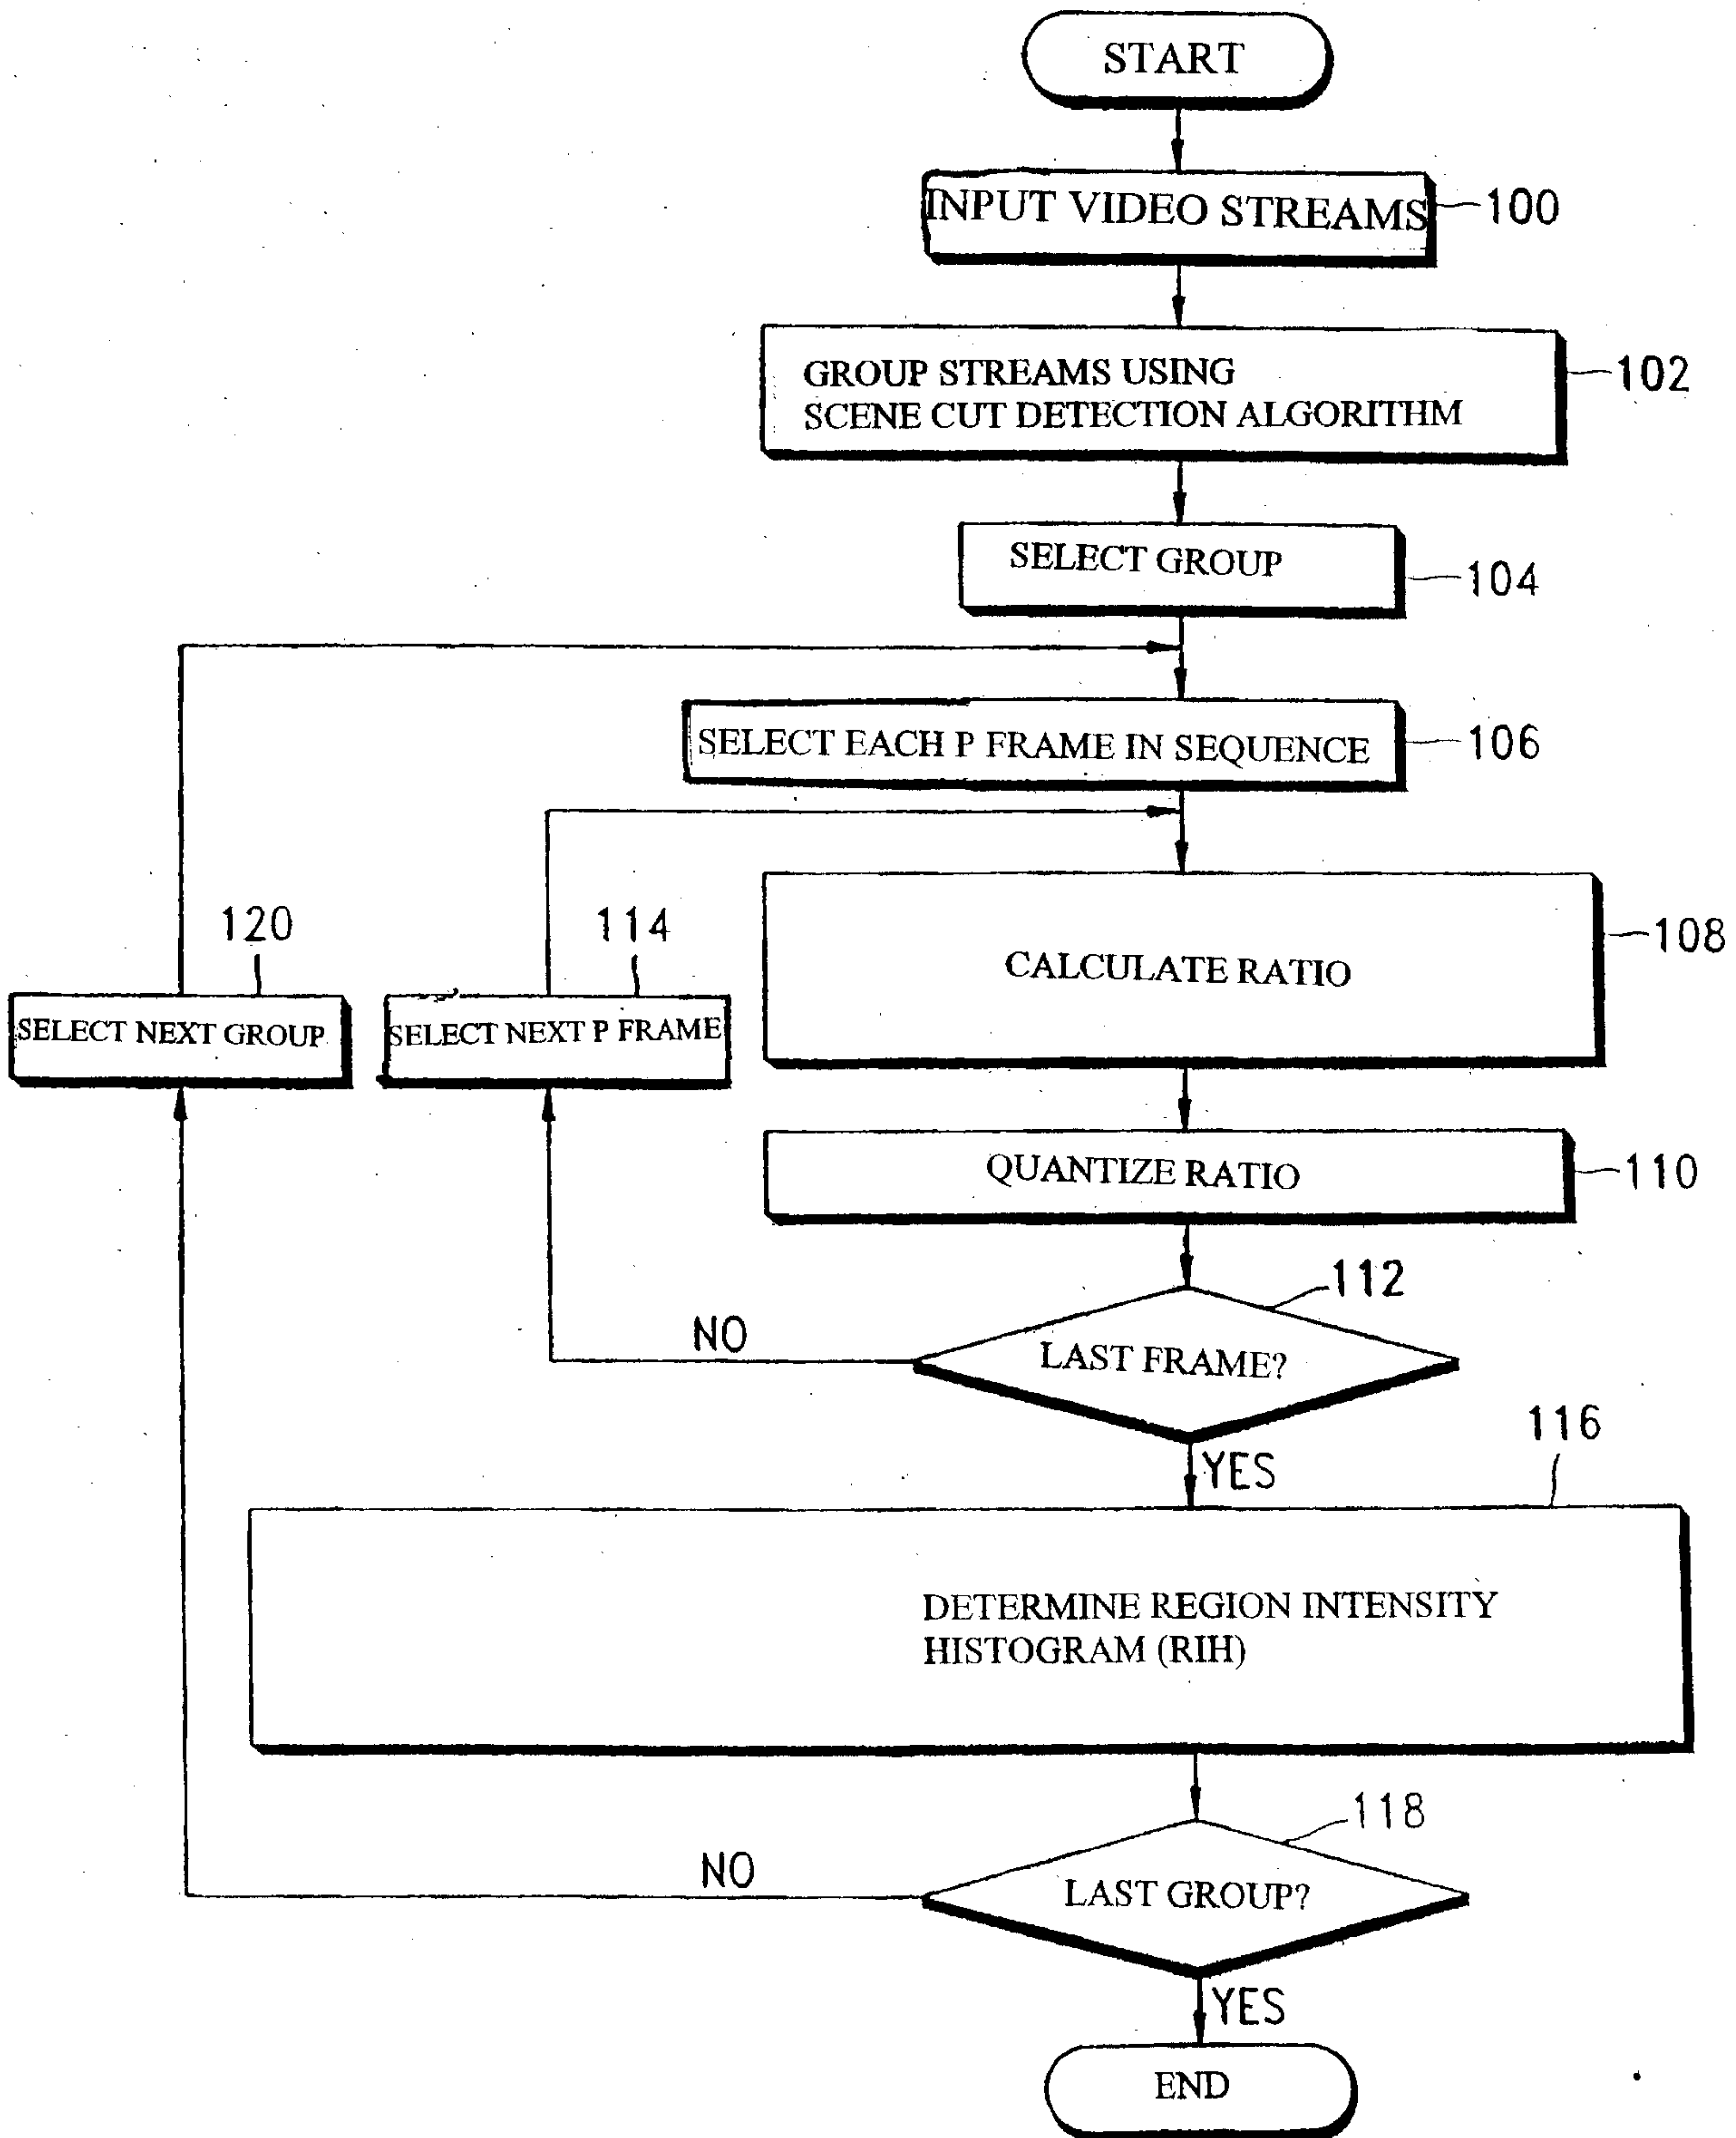 START
INPUT VIDEO STREAMS
100
GROUP STREAMS USING
SCENE CUT DETECTION ALGORITHM
102
SELECT GROUP
104
SELECT EACH P FRAME IN SEQUENCE
106
120
114
108
SELECT NEXT GROUP
SELECT NEXT P FRAME
CALCULATE RATIO
QUANTIZE RATIO
110
112
NO
LAST FRAME?
YES
116
DETERMINE REGION INTENSITY
HISTOGRAM (RIH)
118
NO
LAST GROUP?
YES
END